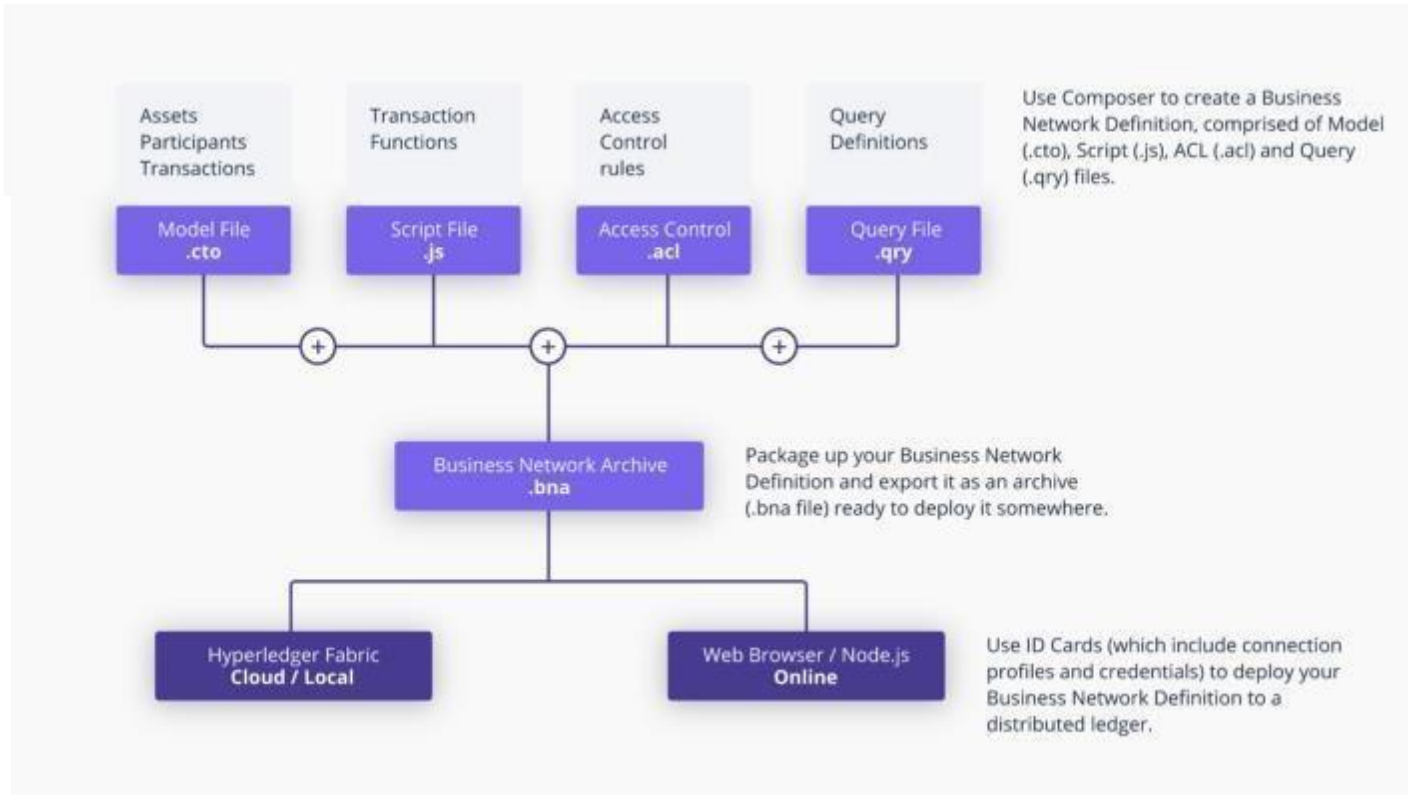 Assets
Participants
Transactions
Transaction
Functions
Access
Control
rules
Query
Definitions
Use Composer to create a Business
Network Definition, comprised of Model
(.cto), Script (.js), ACL (.acl) and Query
(.qry) files.
Model File
.cto
Script File
.js
Access Control
.acl
Query File
.qry
+
+
+
Business Network Archive
.bna
Package up your Business Network
Definition and export it as an archive
(.bna file) ready to deploy it somewhere.
Hyperledger Fabric
Cloud / Local
Web Browser / Node.js
Online
Use ID Cards (which include connection
profiles and credentials) to deploy your
Business Network Definition to a
distributed ledger.